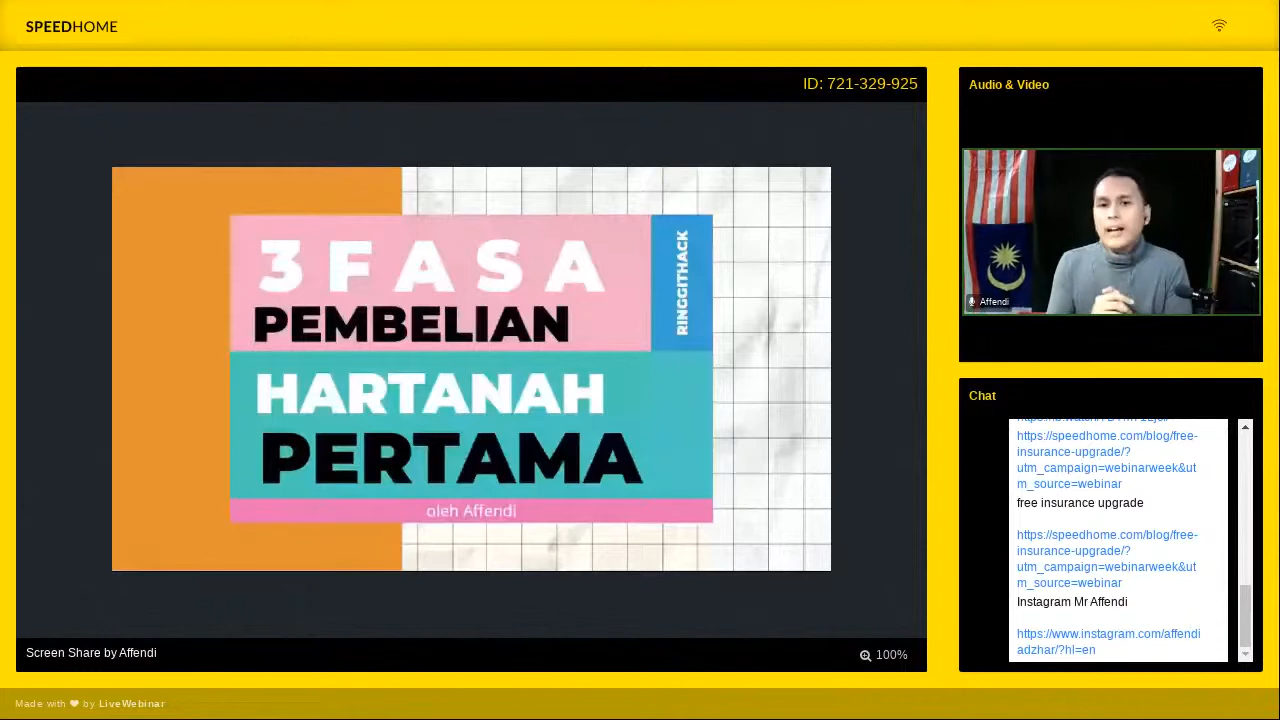 SPEEDHOME
ID: 721-329-925
3 FASA
PEMBELIAN
RINGGITHACK
HARTANAH
PERTAMA
oleh Affendi
Screen Share by Affendi
100%
Audio & Video
Affendi
Chat
https://speedhome.com/blog/free-
insurance-upgrade/?
utm_campaign=webinarweek&ut
m_source=webinar
free insurance upgrade
https://speedhome.com/blog/free-
insurance-upgrade/?
utm_campaign=webinarweek&ut
m_source=webinar
Instagram Mr Affendi
https://www.instagram.com/affendi
adzhar/?hl=en
Made with ❤ by LiveWebinar